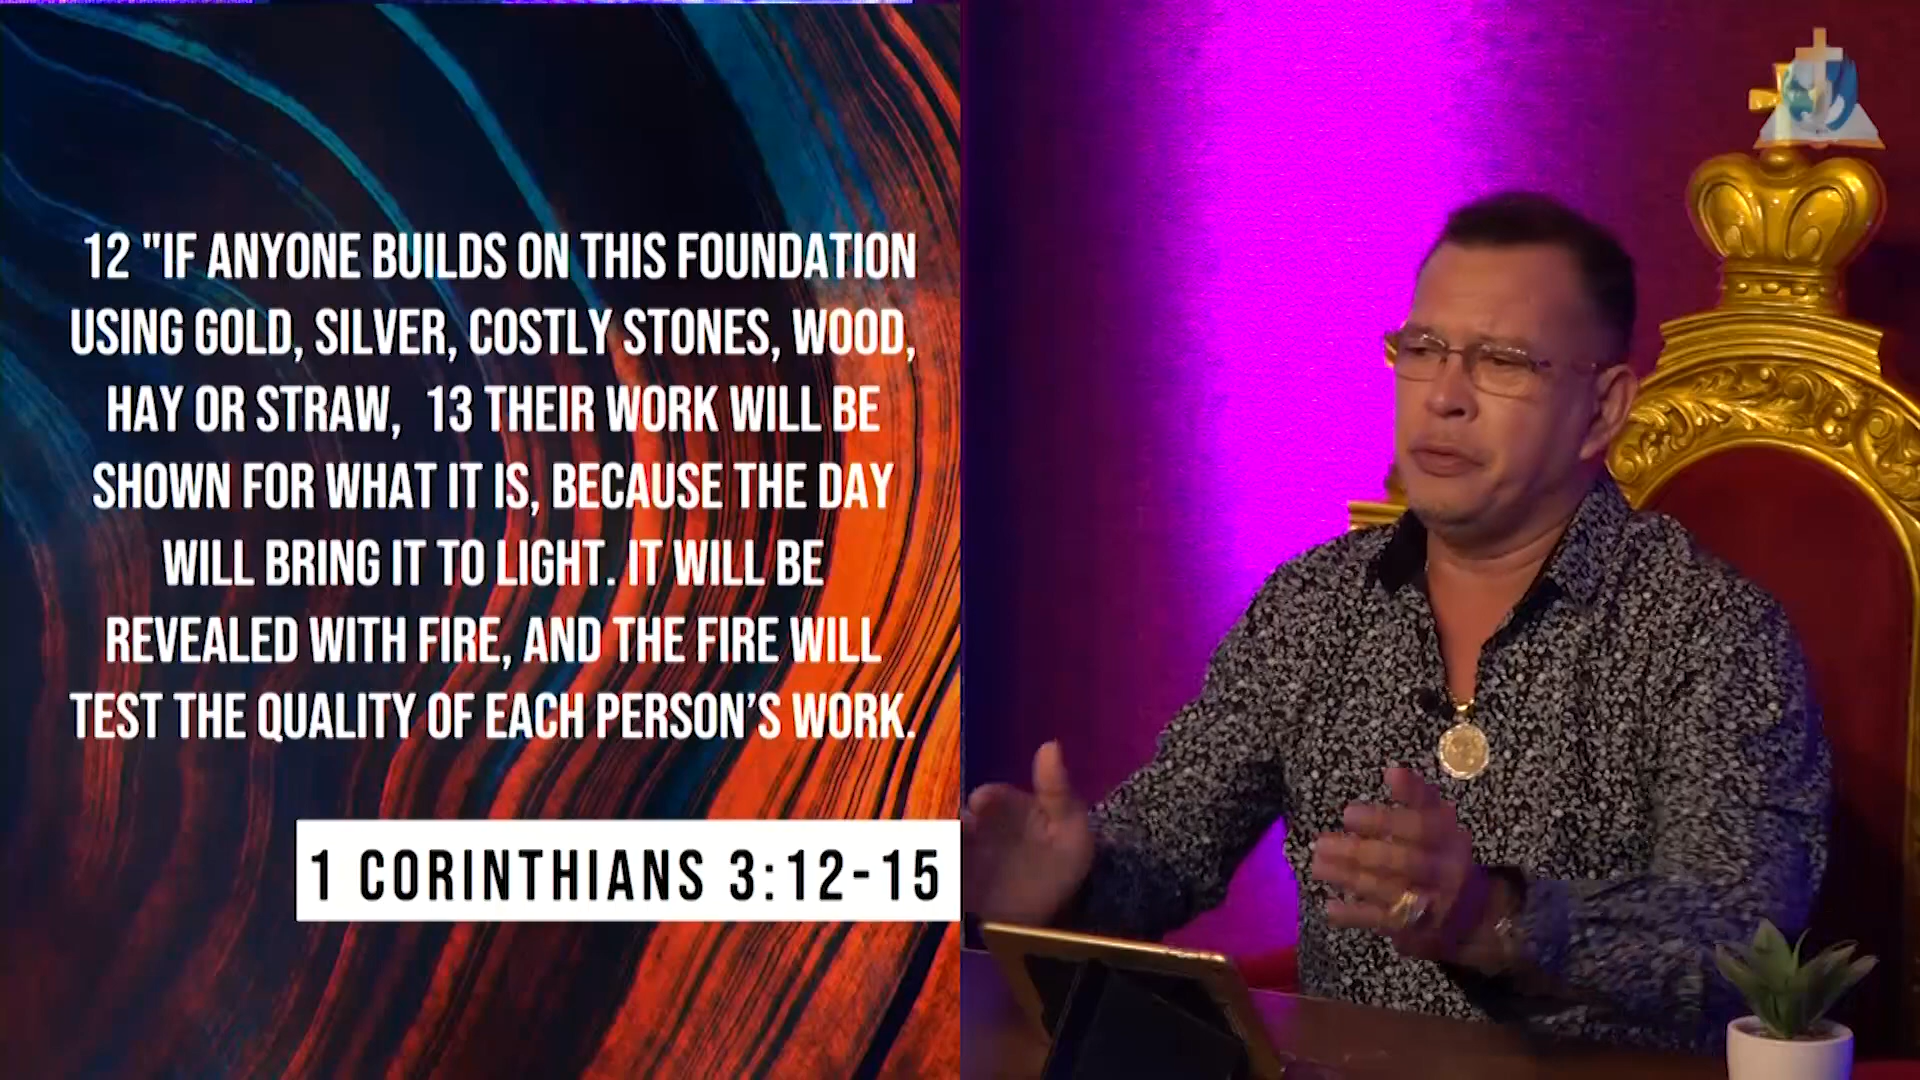 12 "IF ANYONE BUILDS ON THIS FOUNDATION
USING GOLD, SILVER, COSTLY STONES, WOOD,
HAY OR STRAW,  13 THEIR WORK WILL BE
SHOWN FOR WHAT IT IS, BECAUSE THE DAY
WILL BRING IT TO LIGHT. IT WILL BE
REVEALED WITH FIRE, AND THE FIRE WILL
TEST THE QUALITY OF EACH PERSON’S WORK.
1 CORINTHIANS 3:12-15